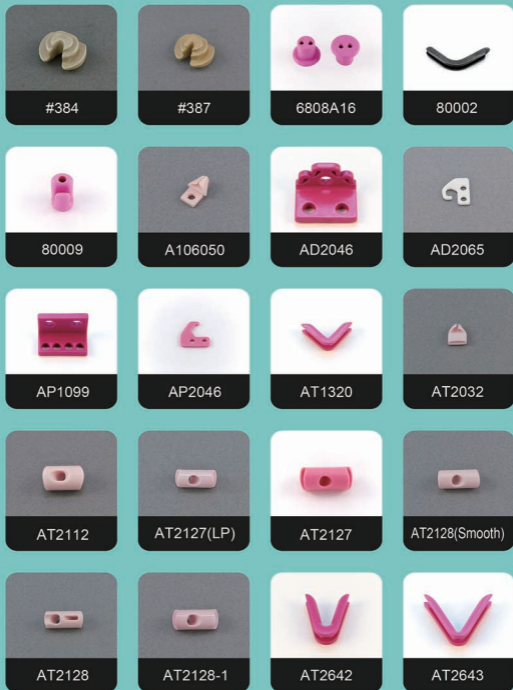 #384
#387
6808A16
80002
80009
A106050
AD2046
AD2065
AP1099
AP2046
AT1320
AT2032
AT2112
AT2127(LP)
AT2127
AT2128(Smooth)
AT2128
AT2128-1
AT2642
AT2643